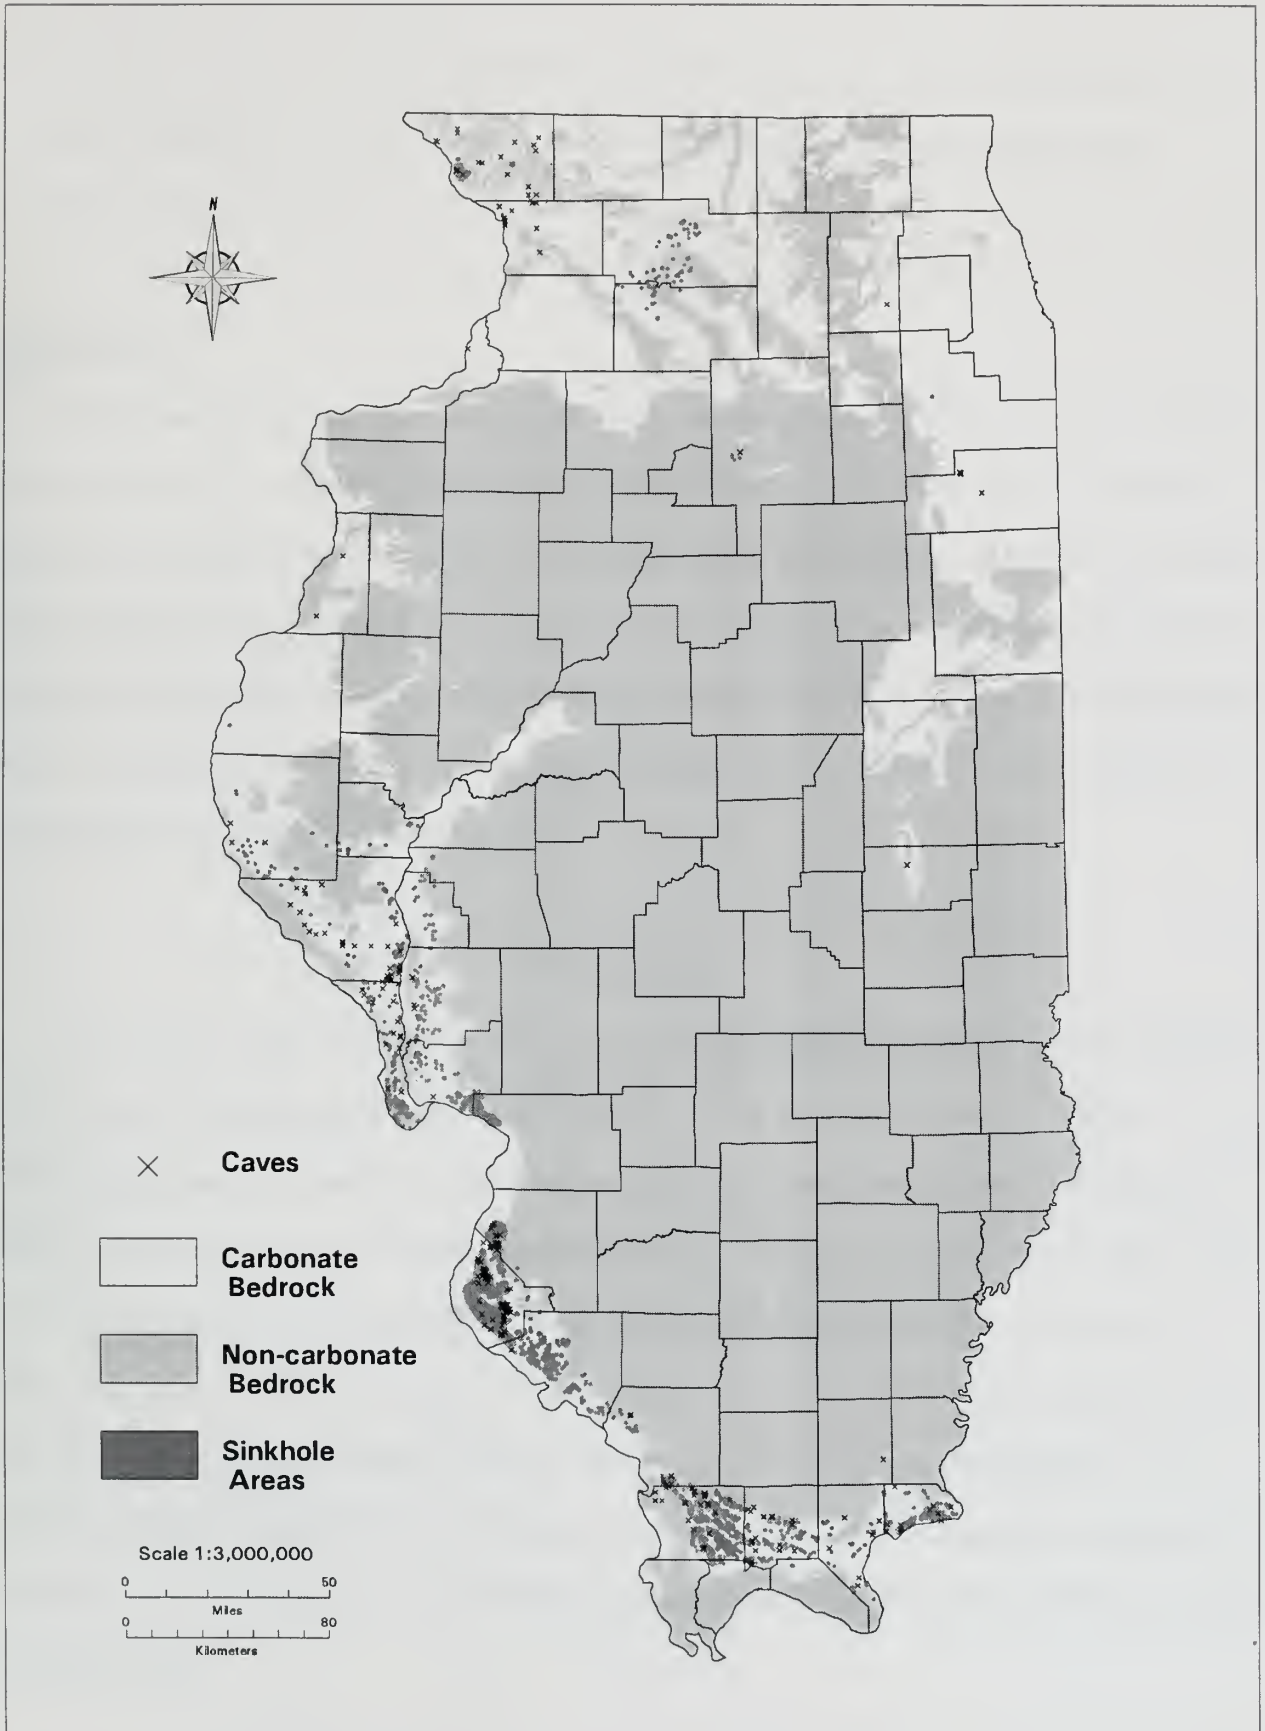 N
Caves
Carbonate
Bedrock
Non-carbonate
Bedrock
Sinkhole
Areas
Scale 1:3,000,000
0 50
Miles
0 80
Kilometers